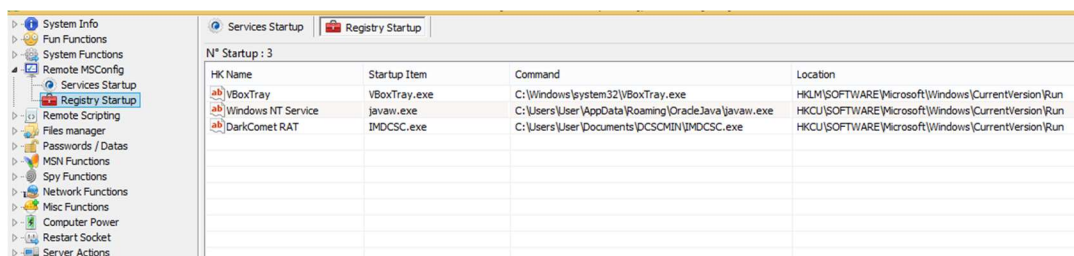 System Info
Fun Functions
System Functions
Remote MSConfig
Services Startup
Registry Startup
Remote Scripting
Files manager
Passwords / Datas
MSN Functions
Spy Functions
Network Functions
Misc Functions
Computer Power
Restart Socket
Server Actions
Services Startup Registry Startup
N° Startup : 3
HK Name Startup Item Command Location
VBoxTray VBoxTray.exe C:\Windows\system32\VBoxTray.exe HKLM\SOFTWARE\Microsoft\Windows\CurrentVersion\Run
Windows NT Service javaw.exe C:\Users\User\AppData\Roaming\OracleJava\javaw.exe HKCU\SOFTWARE\Microsoft\Windows\CurrentVersion\Run
DarkComet RAT IMDCSC.exe C:\Users\User\Documents\DCSCMIN\IMDCSC.exe HKCU\SOFTWARE\Microsoft\Windows\CurrentVersion\Run